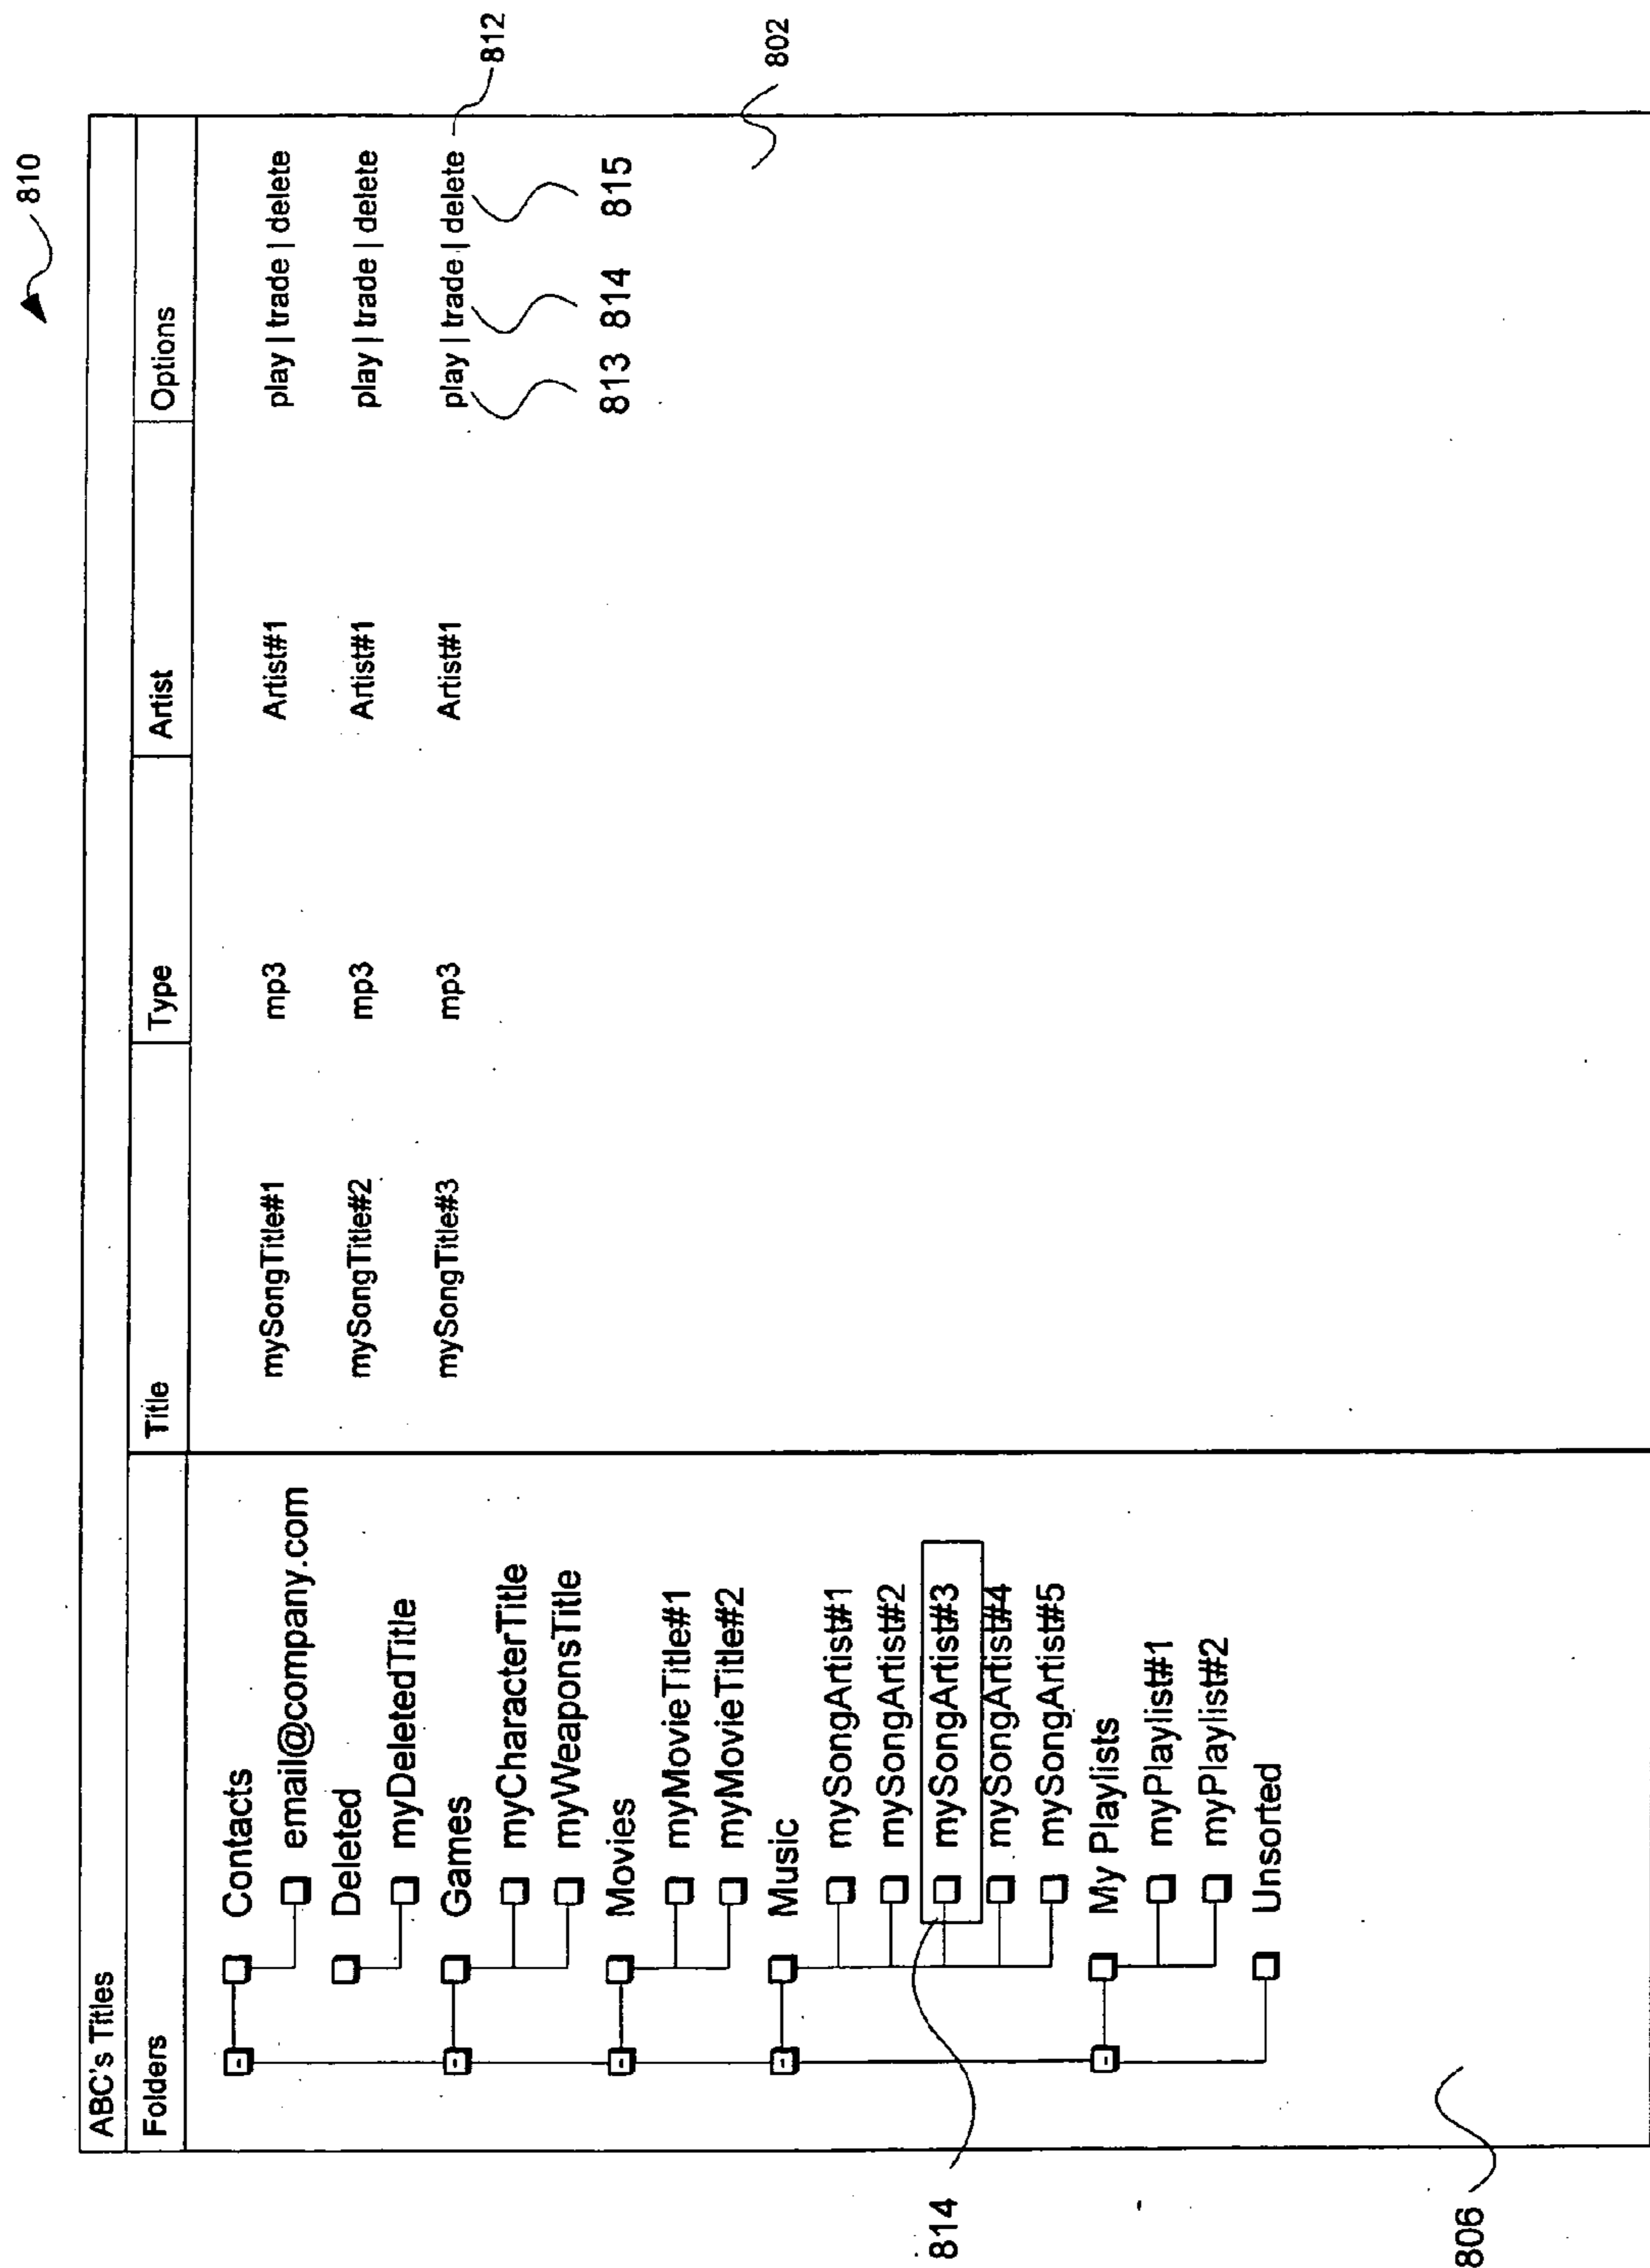 810
ABC's Titles
Folders
Title
Type
Artist
Options
Contacts
email@company.com
Deleted
myDeletedTitle
Games
myCharacterTitle
myWeaponsTitle
Movies
myMovieTitle#1
myMovieTitle#2
Music
mySongArtist#1
mySongArtist#2
mySongArtist#3
mySongArtist#4
mySongArtist#5
My Playlists
myPlaylist#1
myPlaylist#2
Unsorted
mySongTitle#1 mp3 Artist#1 play | trade | delete
mySongTitle#2 mp3 Artist#1 play | trade | delete
mySongTitle#3 mp3 Artist#1 play | trade | delete
812
813 814 815
802
814
806